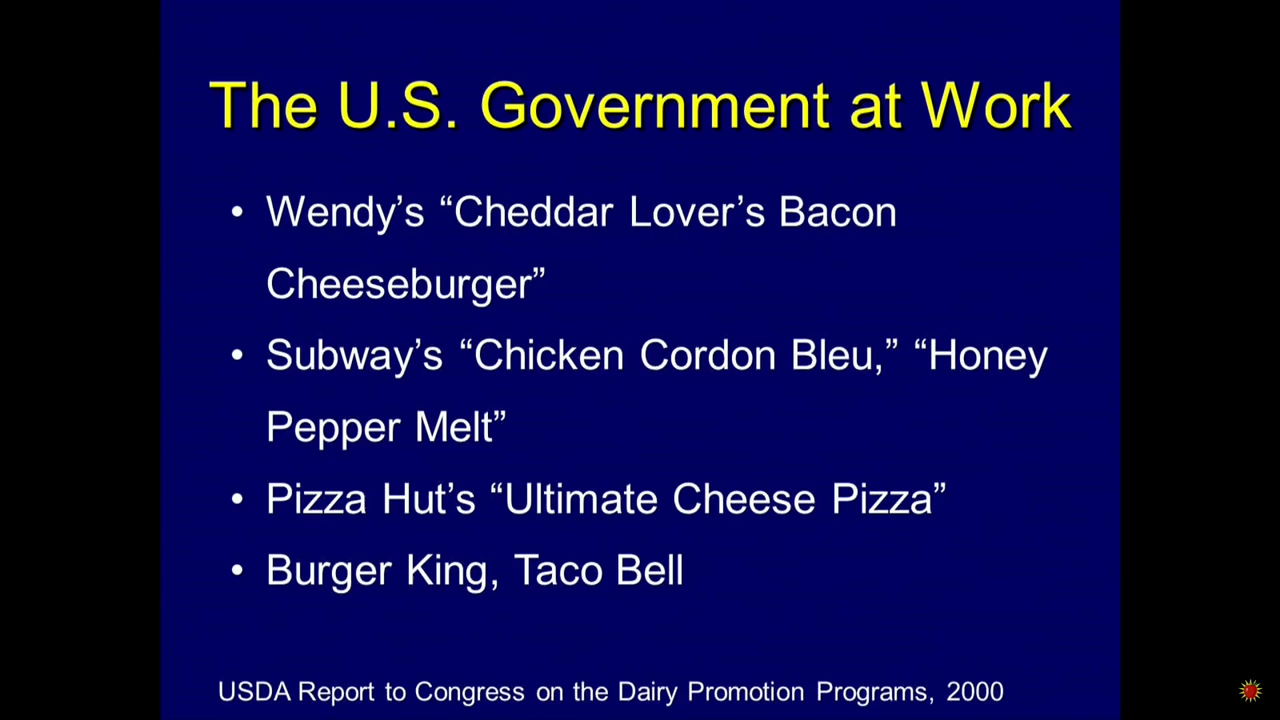 The U.S. Government at Work
• Wendy’s “Cheddar Lover’s Bacon
Cheeseburger”
• Subway’s “Chicken Cordon Bleu,” “Honey
Pepper Melt”
• Pizza Hut’s “Ultimate Cheese Pizza”
• Burger King, Taco Bell
USDA Report to Congress on the Dairy Promotion Programs, 2000